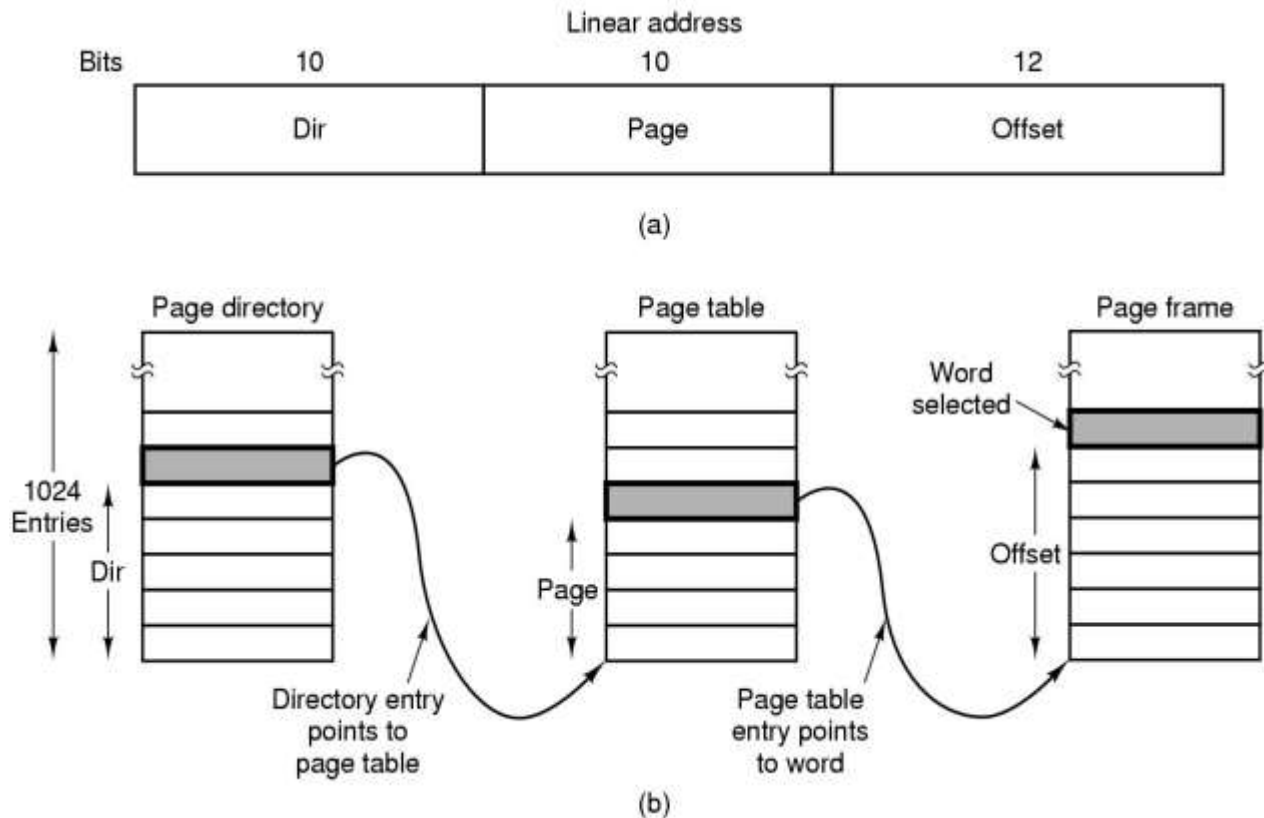 Linear address
Bits 10 10 12
Dir Page Offset
(a)
Page directory Page table Page frame
Word
selected
1024
Entries
Dir
Page
Offset
Directory entry
points to
page table
Page table
entry points
to word
(b)